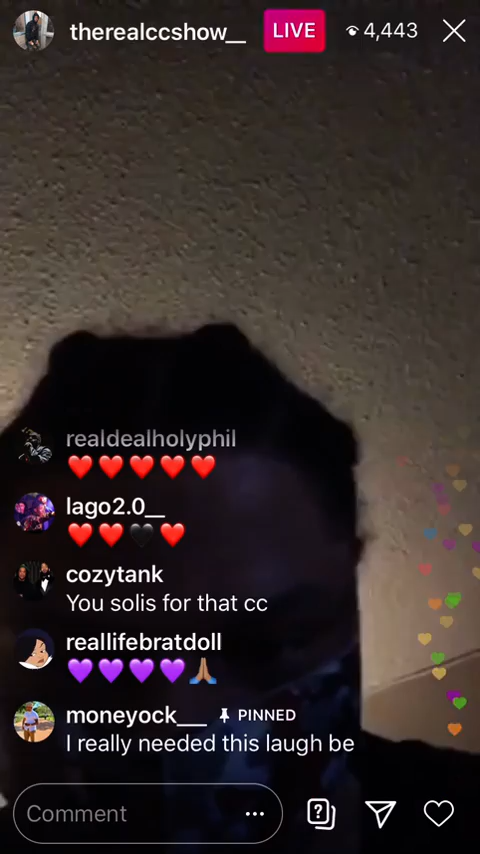 therealccshow__ LIVE 4,443
realdealholyphil
lago2.0__
cozytank
You solis for that cc
reallifebratdoll
moneyock___ PINNED
I really needed this laugh be
Comment